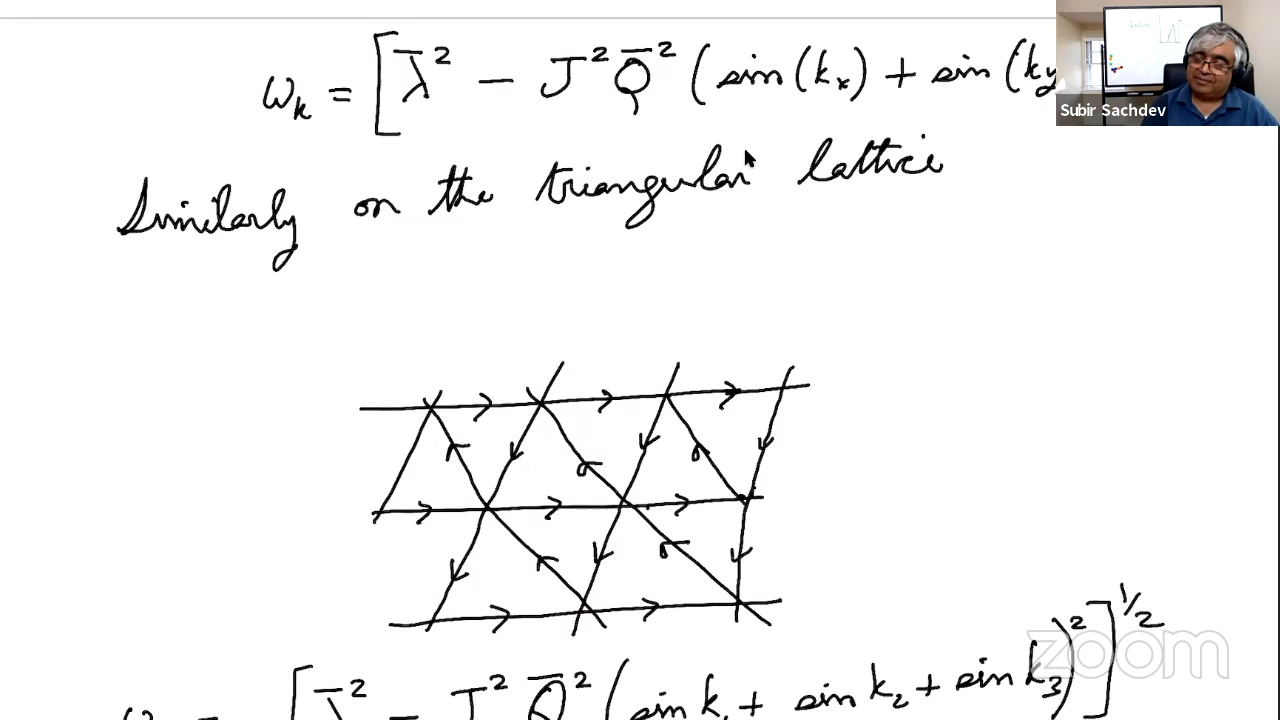 ω_k = [ λ̄² − J² Q̄² ( sin(k_x) + sin(k_y
Subir Sachdev
Similarly on the triangular lattice
[ λ̄² − J² Q̄² ( sin k₁ + sin k₂ + sin k₃ )² ]^{1/2}
zoom